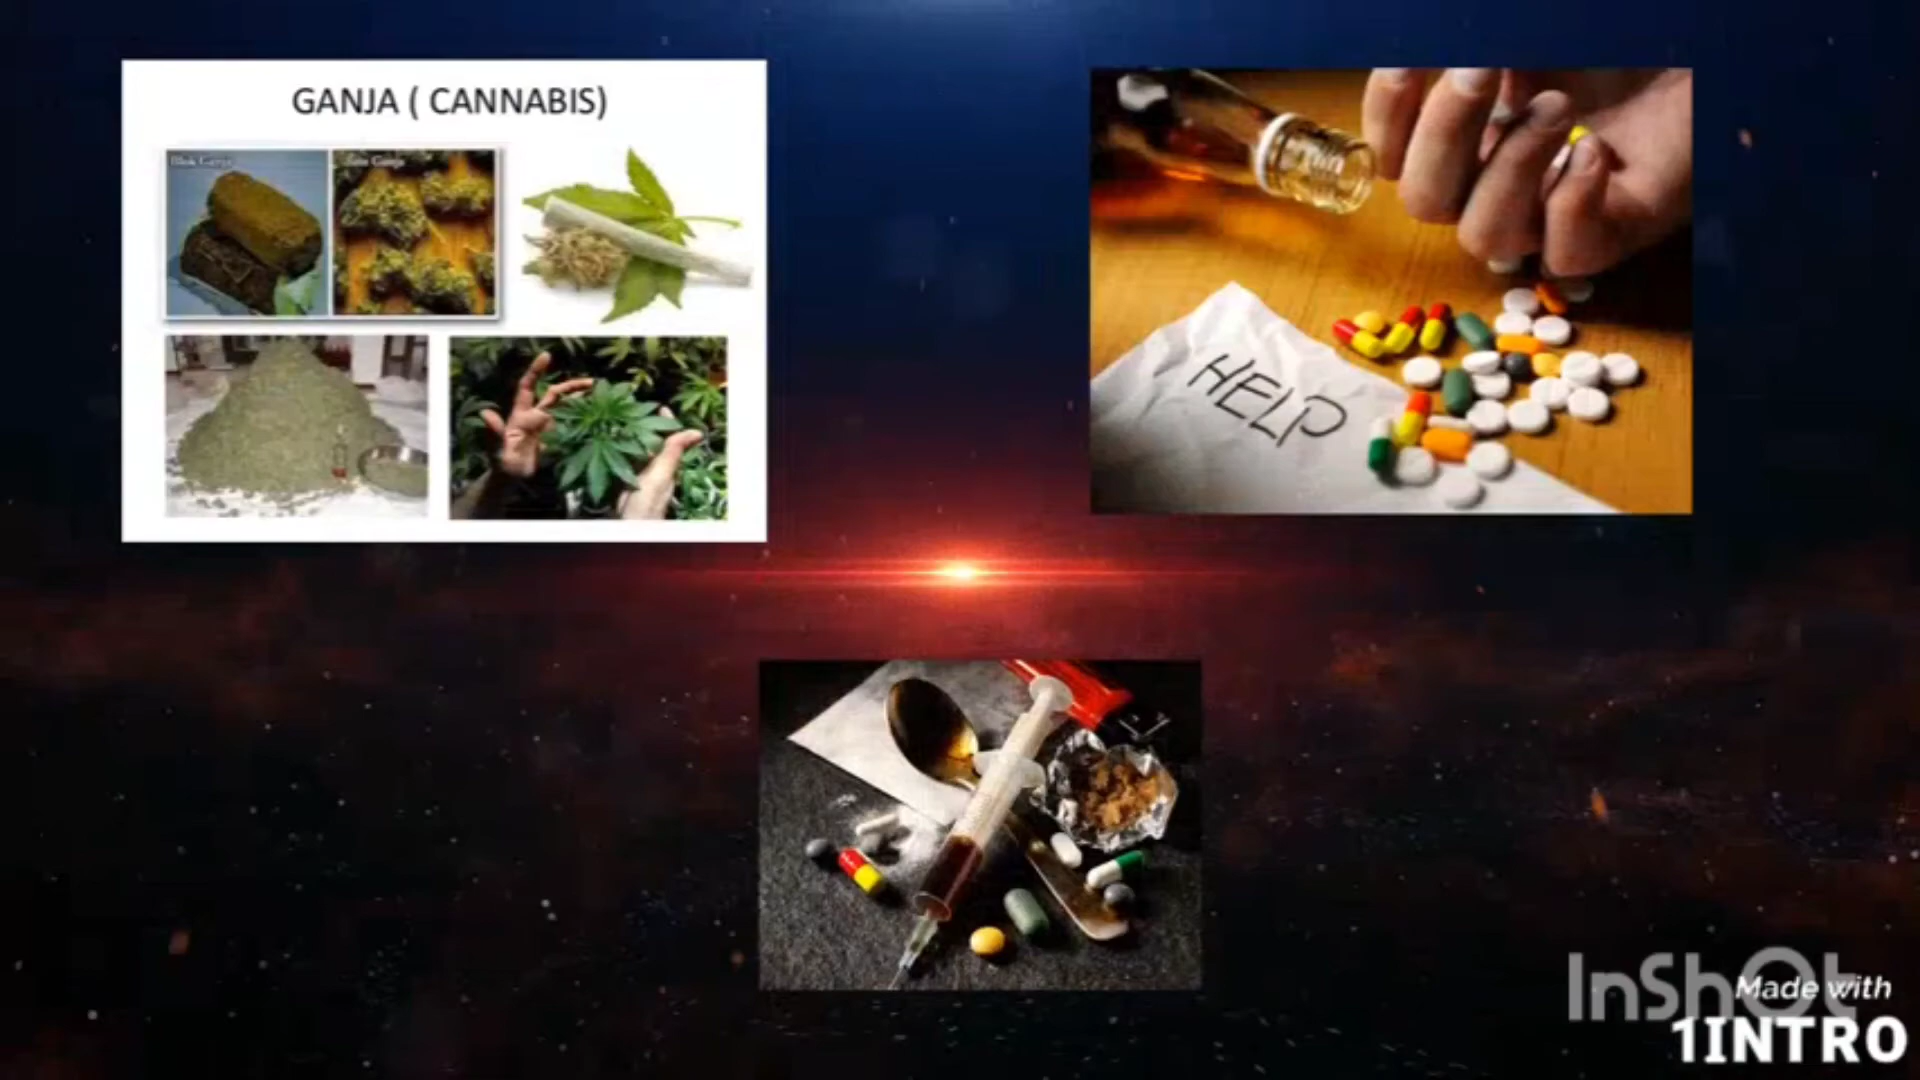 GANJA ( CANNABIS)
HELP
InShOt
Made with
1INTRO